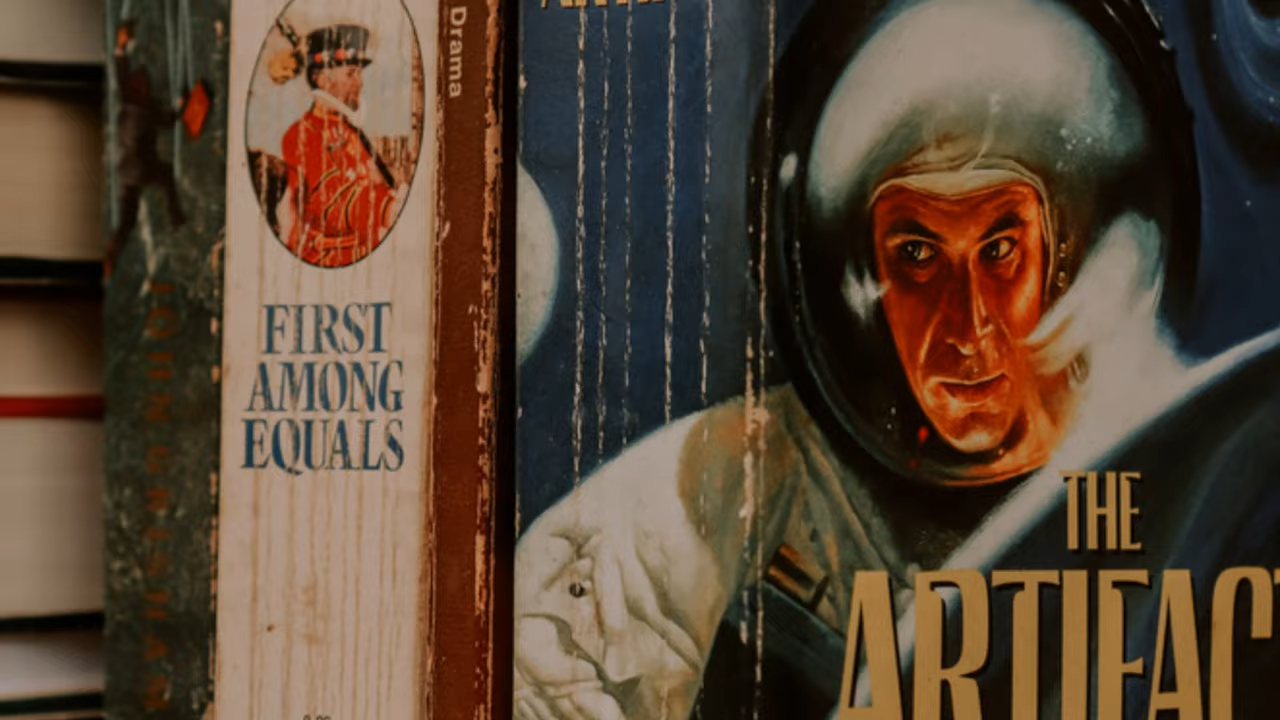 FIRST
AMONG
EQUALS
Drama
THE
ARTIFACT